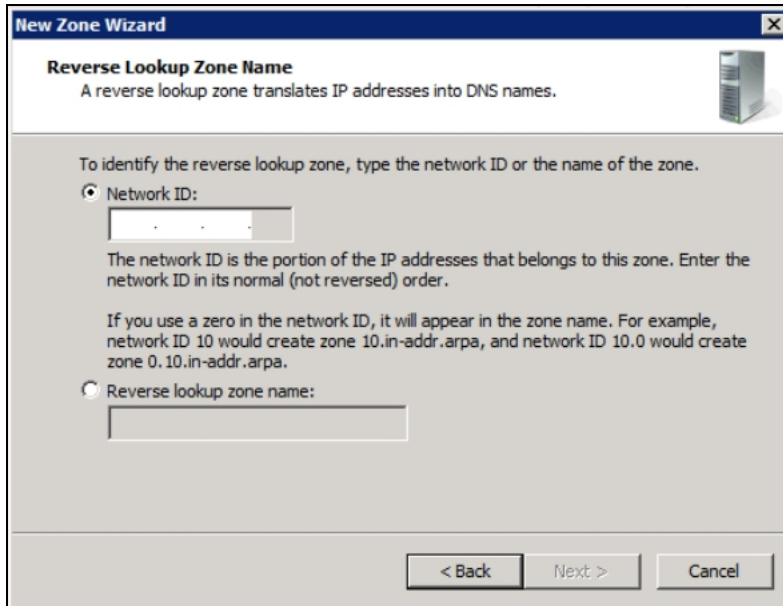 New Zone Wizard
Reverse Lookup Zone Name
A reverse lookup zone translates IP addresses into DNS names.
To identify the reverse lookup zone, type the network ID or the name of the zone.
Network ID:
. . .
The network ID is the portion of the IP addresses that belongs to this zone. Enter the
network ID in its normal (not reversed) order.
If you use a zero in the network ID, it will appear in the zone name. For example,
network ID 10 would create zone 10.in-addr.arpa, and network ID 10.0 would create
zone 0.10.in-addr.arpa.
Reverse lookup zone name:
< Back Next > Cancel